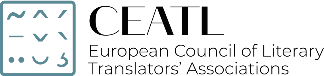 CEATL
European Council of Literary
Translators' Associations